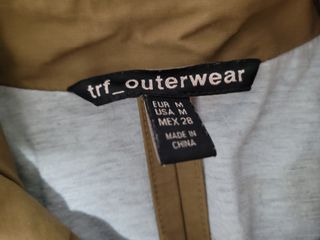 trf_outerwear
EUR M
USA M
MEX 28
MADE IN
CHINA